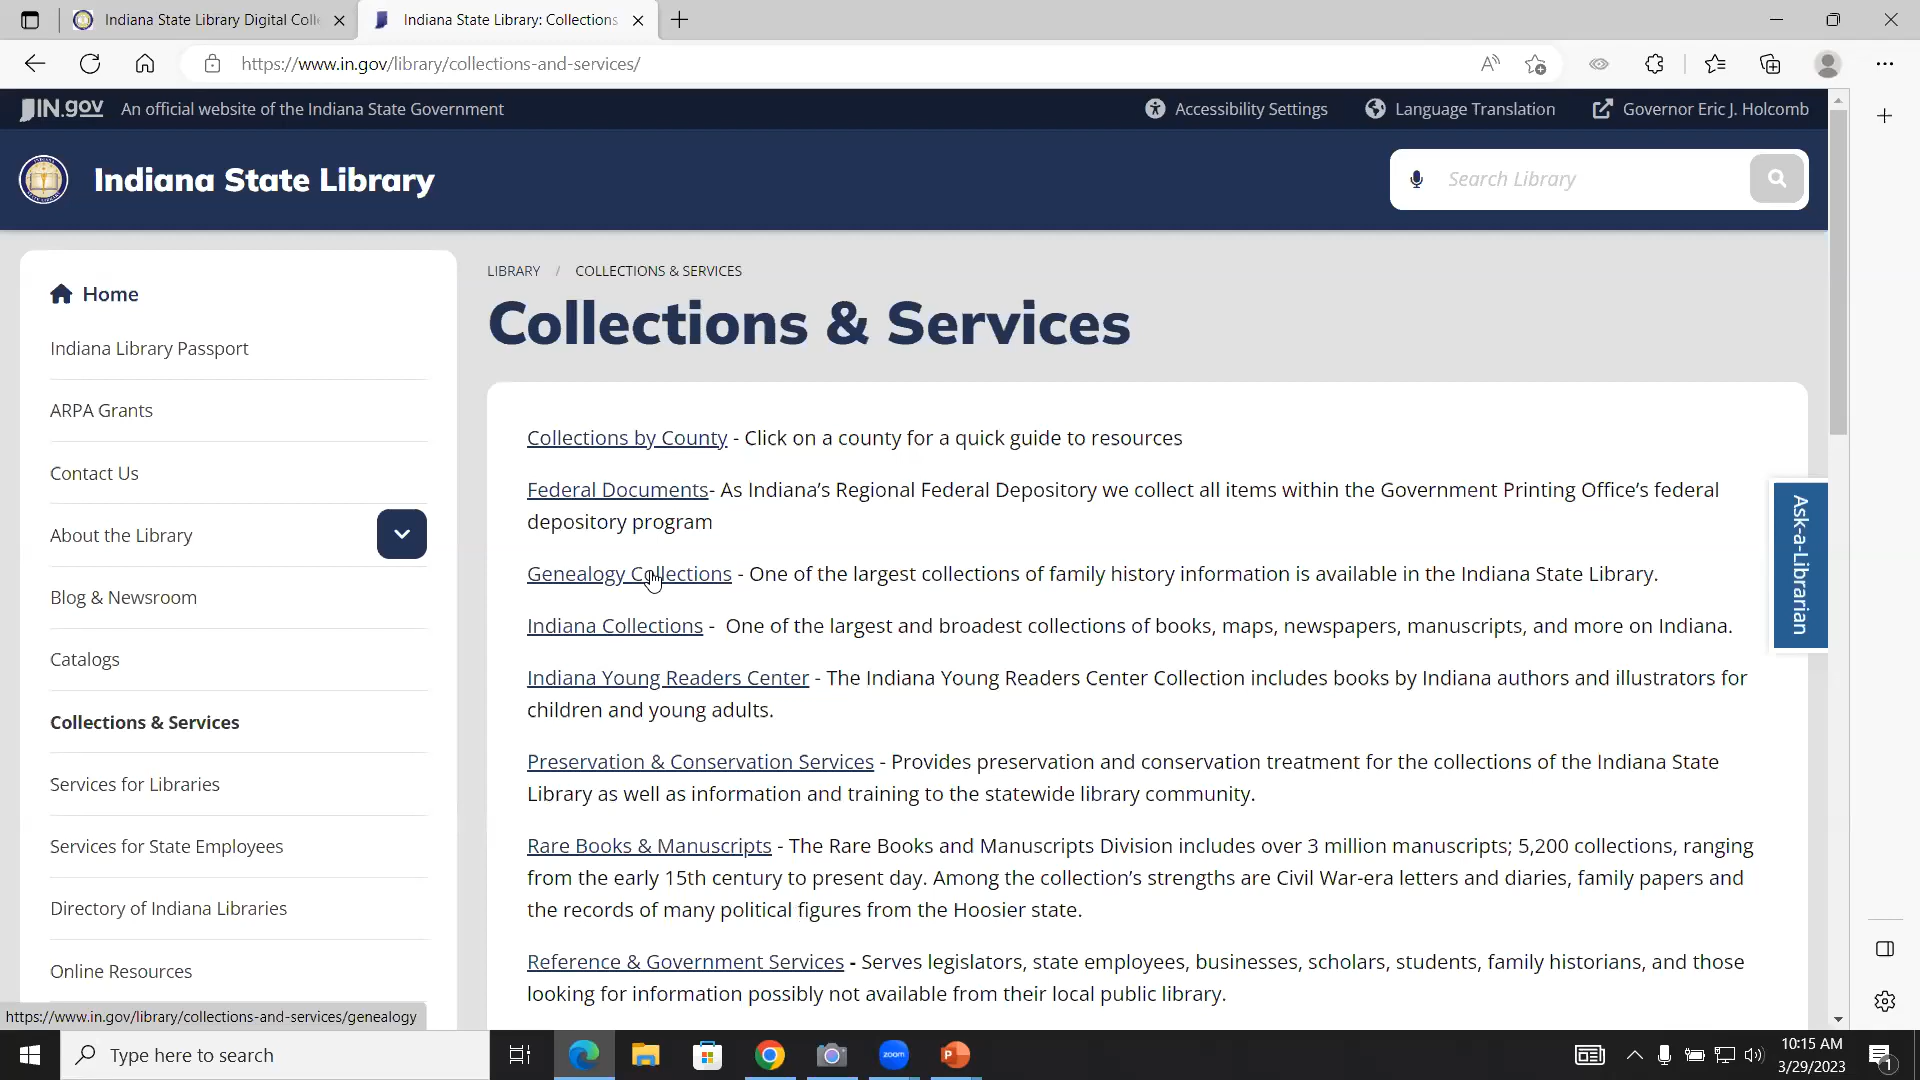 Indiana State Library Digital Coll
Indiana State Library: Collections
https://www.in.gov/library/collections-and-services/
IN.gov An official website of the Indiana State Government
Accessibility Settings
Language Translation
Governor Eric J. Holcomb
Indiana State Library
Search Library
Home
Indiana Library Passport
ARPA Grants
Contact Us
About the Library
Blog & Newsroom
Catalogs
Collections & Services
Services for Libraries
Services for State Employees
Directory of Indiana Libraries
Online Resources
LIBRARY / COLLECTIONS & SERVICES
Collections & Services
Collections by County - Click on a county for a quick guide to resources
Federal Documents- As Indiana's Regional Federal Depository we collect all items within the Government Printing Office's federal
depository program
Genealogy Collections - One of the largest collections of family history information is available in the Indiana State Library.
Indiana Collections - One of the largest and broadest collections of books, maps, newspapers, manuscripts, and more on Indiana.
Indiana Young Readers Center - The Indiana Young Readers Center Collection includes books by Indiana authors and illustrators for
children and young adults.
Preservation & Conservation Services - Provides preservation and conservation treatment for the collections of the Indiana State
Library as well as information and training to the statewide library community.
Rare Books & Manuscripts - The Rare Books and Manuscripts Division includes over 3 million manuscripts; 5,200 collections, ranging
from the early 15th century to present day. Among the collection's strengths are Civil War-era letters and diaries, family papers and
the records of many political figures from the Hoosier state.
Reference & Government Services - Serves legislators, state employees, businesses, scholars, students, family historians, and those
looking for information possibly not available from their local public library.
Ask-a-Librarian
https://www.in.gov/library/collections-and-services/genealogy
Type here to search
zoom
P
10:15 AM
3/29/2023
1